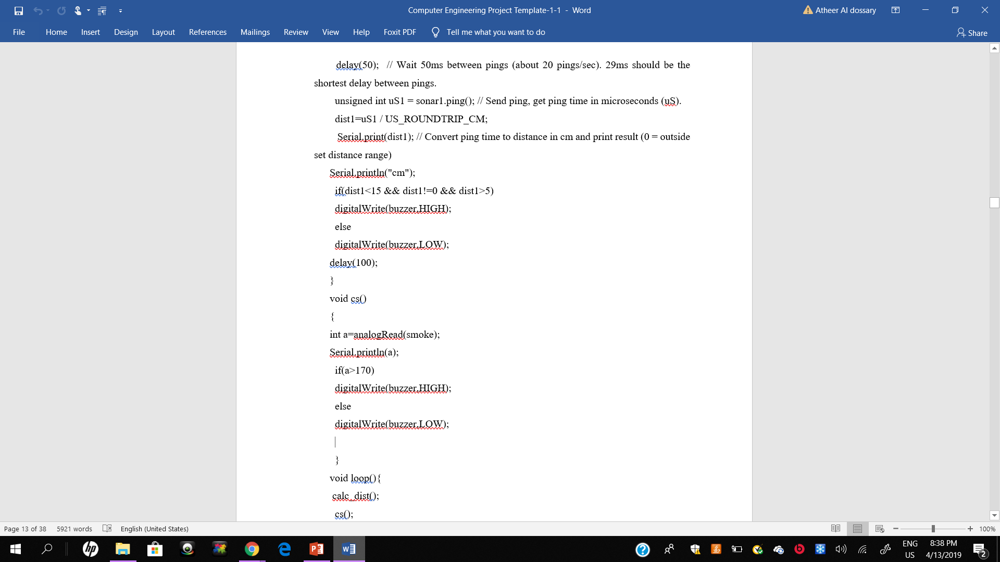 Computer Engineering Project Template-1-1 - Word
Atheer Al dossary
File Home Insert Design Layout References Mailings Review View Help Foxit PDF Tell me what you want to do
Share
delay(50); // Wait 50ms between pings (about 20 pings/sec). 29ms should be the
shortest delay between pings.
unsigned int uS1 = sonar1.ping(); // Send ping, get ping time in microseconds (uS).
dist1=uS1 / US_ROUNDTRIP_CM;
Serial.print(dist1); // Convert ping time to distance in cm and print result (0 = outside
set distance range)
Serial.println("cm");
if(dist1<15 && dist1!=0 && dist1>5)
digitalWrite(buzzer,HIGH);
else
digitalWrite(buzzer,LOW);
delay(100);
}
void cs()
{
int a=analogRead(smoke);
Serial.println(a);
if(a>170)
digitalWrite(buzzer,HIGH);
else
digitalWrite(buzzer,LOW);
}
void loop(){
calc_dist();
cs();
Page 13 of 38 5921 words English (United States)
100%
hp
ENG
US
8:38 PM
4/13/2019
2